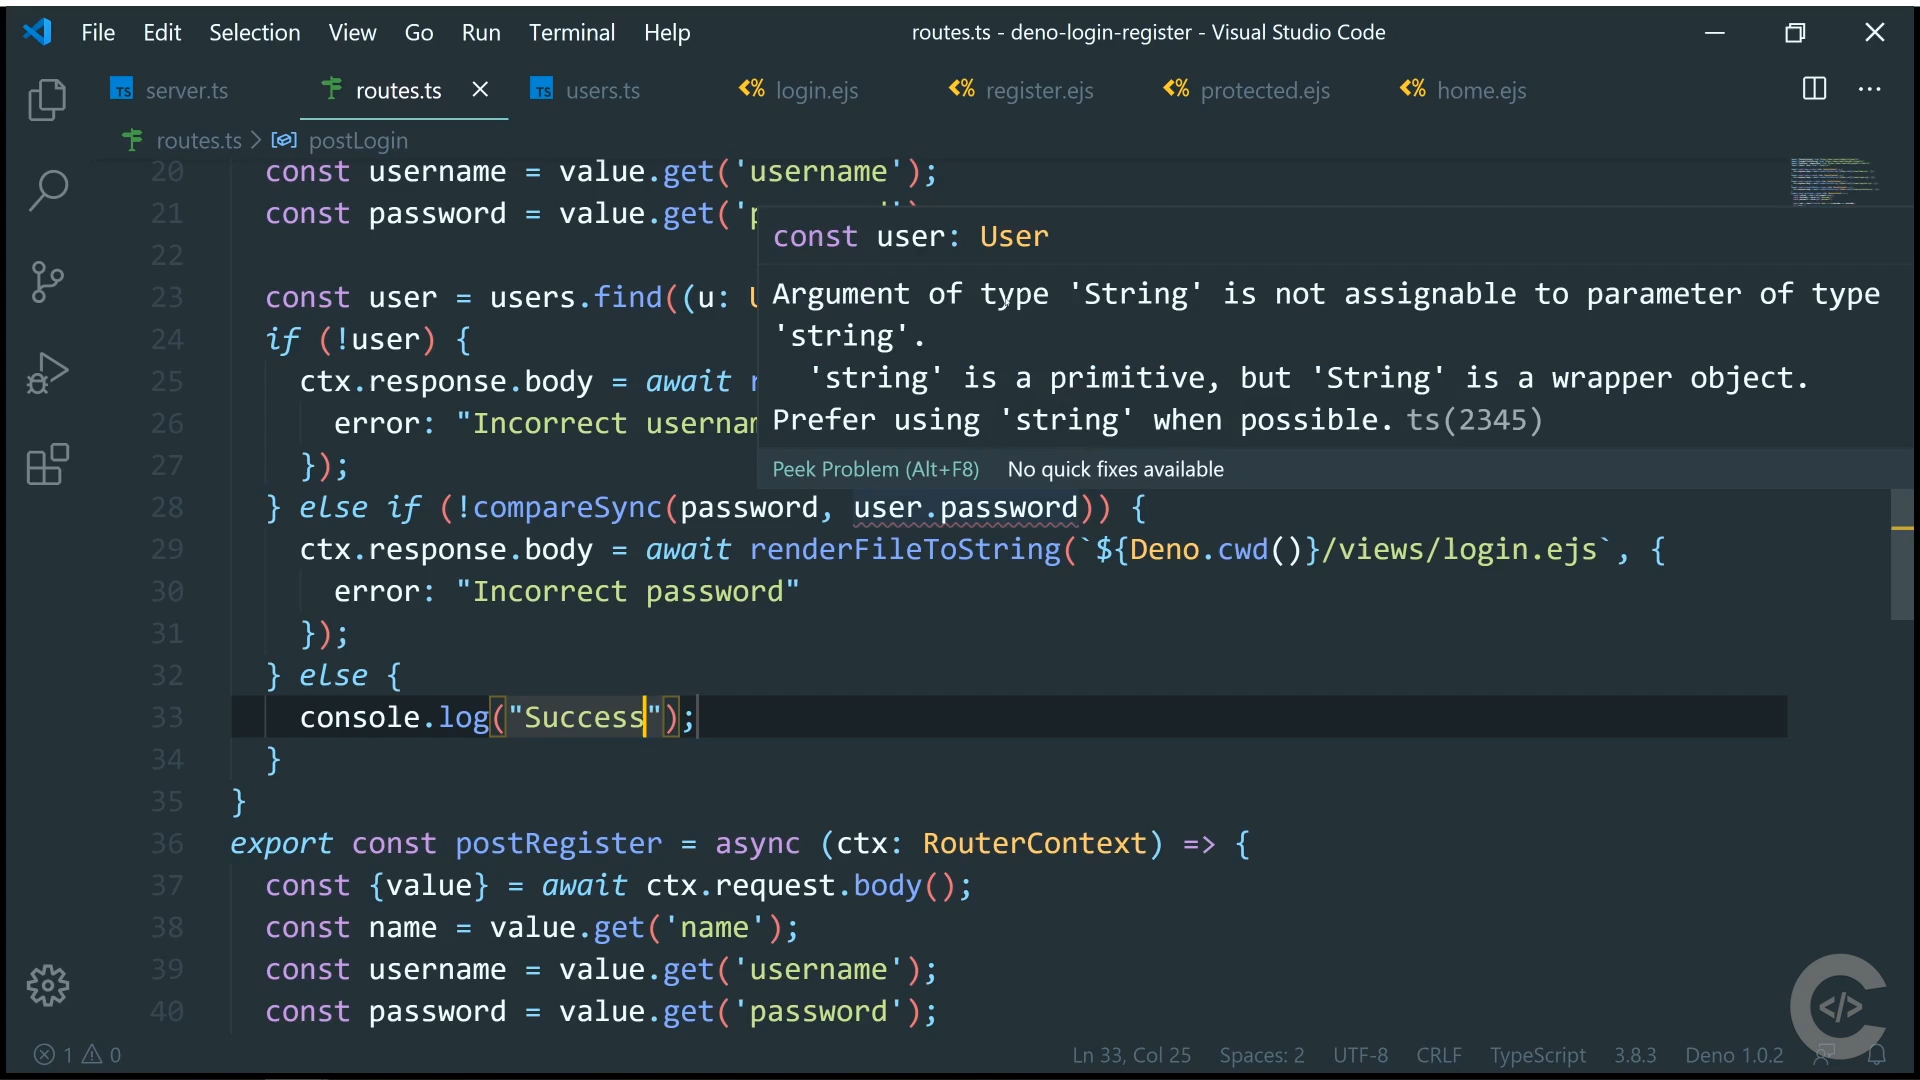 File Edit Selection View Go Run Terminal Help
routes.ts - deno-login-register - Visual Studio Code
TS server.ts
routes.ts
TS users.ts
login.ejs
register.ejs
protected.ejs
home.ejs
routes.ts > postLogin
20 const username = value.get('username');
21 const password = value.get('p
22
const user: User
23 const user = users.find((u:
Argument of type 'String' is not assignable to parameter of type
24 if (!user) {
'string'.
25 ctx.response.body = await
'string' is a primitive, but 'String' is a wrapper object.
26 error: "Incorrect usernam
Prefer using 'string' when possible. ts(2345)
27 });
Peek Problem (Alt+F8) No quick fixes available
28 } else if (!compareSync(password, user.password)) {
29 ctx.response.body = await renderFileToString(`${Deno.cwd()}/views/login.ejs`, {
30 error: "Incorrect password"
31 });
32 } else {
33 console.log("Success");
34 }
35 }
36 export const postRegister = async (ctx: RouterContext) => {
37 const {value} = await ctx.request.body();
38 const name = value.get('name');
39 const username = value.get('username');
40 const password = value.get('password');
1 0
Ln 33, Col 25 Spaces: 2 UTF-8 CRLF TypeScript 3.8.3 Deno 1.0.2